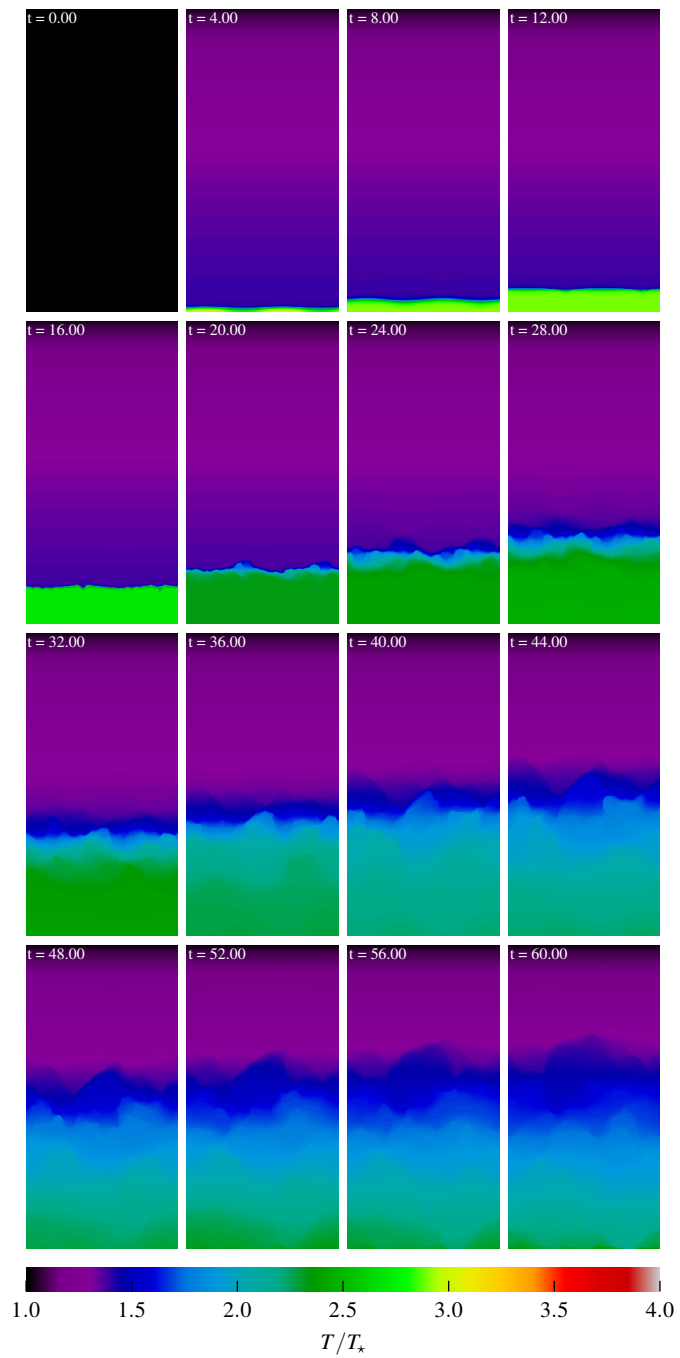 t = 0.00 t = 4.00 t = 8.00 t = 12.00
t = 16.00 t = 20.00 t = 24.00 t = 28.00
t = 32.00 t = 36.00 t = 40.00 t = 44.00
t = 48.00 t = 52.00 t = 56.00 t = 60.00
1.0 1.5 2.0 2.5 3.0 3.5 4.0
T/T⋆